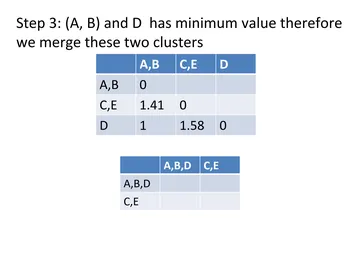 Step 3: (A, B) and D has minimum value therefore
we merge these two clusters
A,B C,E D
A,B 0
C,E 1.41 0
D 1 1.58 0
A,B,D C,E
A,B,D
C,E